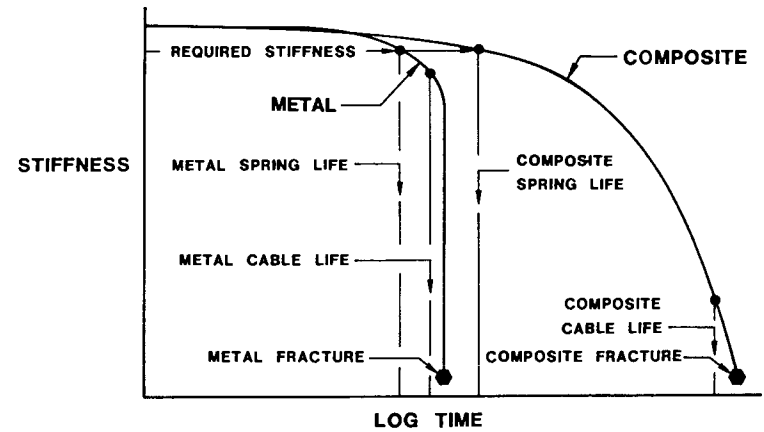 REQUIRED STIFFNESS
COMPOSITE
METAL
STIFFNESS
METAL SPRING LIFE
COMPOSITE
SPRING LIFE
METAL CABLE LIFE
COMPOSITE
CABLE LIFE
METAL FRACTURE
COMPOSITE FRACTURE
LOG TIME